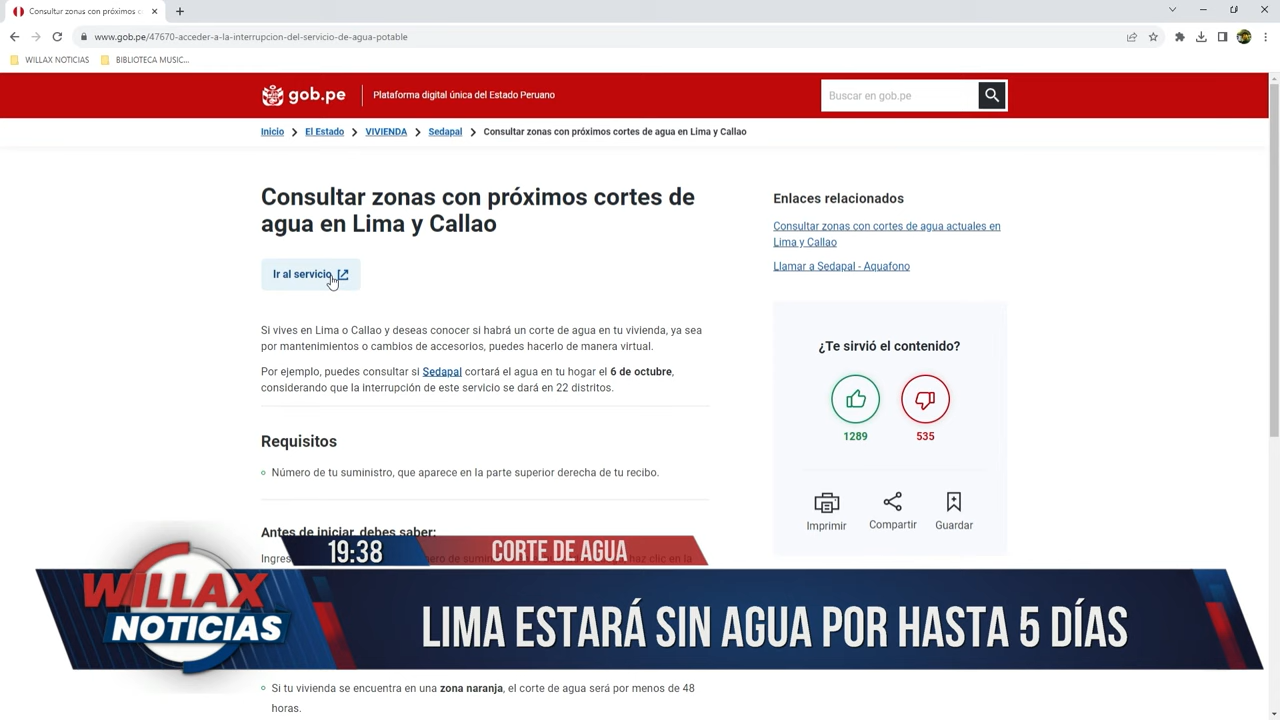 Consultar zonas con próximos c
www.gob.pe/47670-acceder-a-la-interrupcion-del-servicio-de-agua-potable
WILLAX NOTICIAS
BIBLIOTECA MUSIC...
gob.pe
Plataforma digital única del Estado Peruano
Buscar en gob.pe
Inicio > El Estado > VIVIENDA > Sedapal > Consultar zonas con próximos cortes de agua en Lima y Callao
Consultar zonas con próximos cortes de
agua en Lima y Callao
Ir al servicio
Si vives en Lima o Callao y deseas conocer si habrá un corte de agua en tu vivienda, ya sea
por mantenimientos o cambios de accesorios, puedes hacerlo de manera virtual.
Por ejemplo, puedes consultar si Sedapal cortará el agua en tu hogar el 6 de octubre,
considerando que la interrupción de este servicio se dará en 22 distritos.
Requisitos
Número de tu suministro, que aparece en la parte superior derecha de tu recibo.
Antes de iniciar, debes saber:
Enlaces relacionados
Consultar zonas con cortes de agua actuales en
Lima y Callao
Llamar a Sedapal - Aquafono
¿Te sirvió el contenido?
1289
535
Imprimir
Compartir
Guardar
19:38
CORTE DE AGUA
WILLAX
NOTICIAS
LIMA ESTARÁ SIN AGUA POR HASTA 5 DÍAS
Si tu vivienda se encuentra en una zona naranja, el corte de agua será por menos de 48
horas.